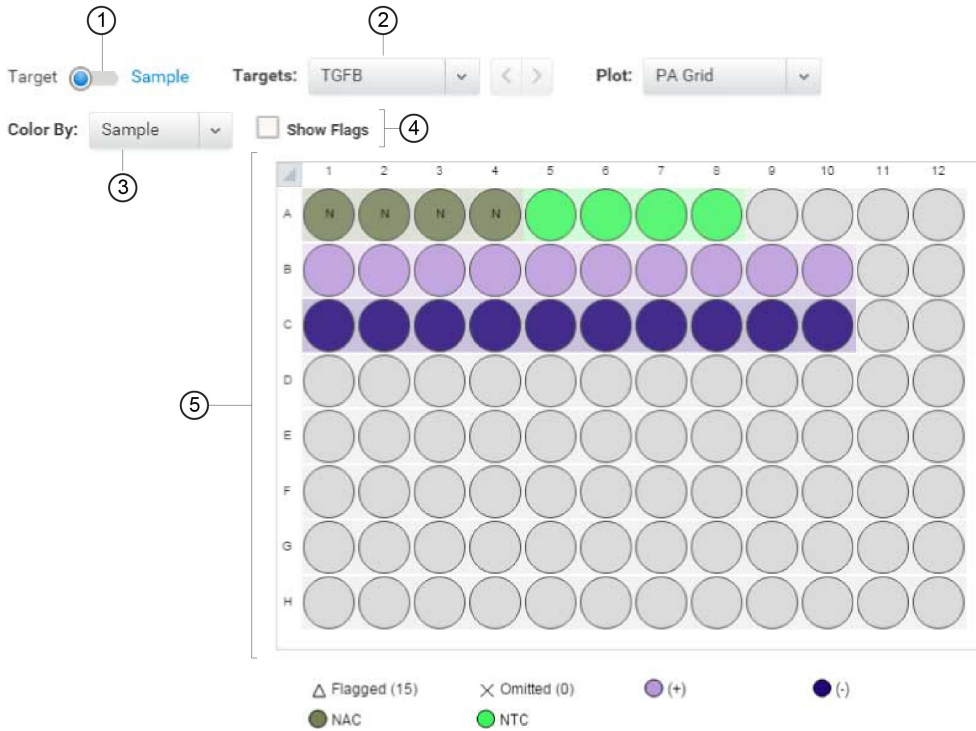 1 2
Target Sample Targets: TGFB < > Plot: PA Grid
Color By: Sample Show Flags 4
3
1 2 3 4 5 6 7 8 9 10 11 12
A N N N N
B
C
D
5
E
F
G
H
Flagged (15) Omitted (0) (+) (-)
NAC NTC